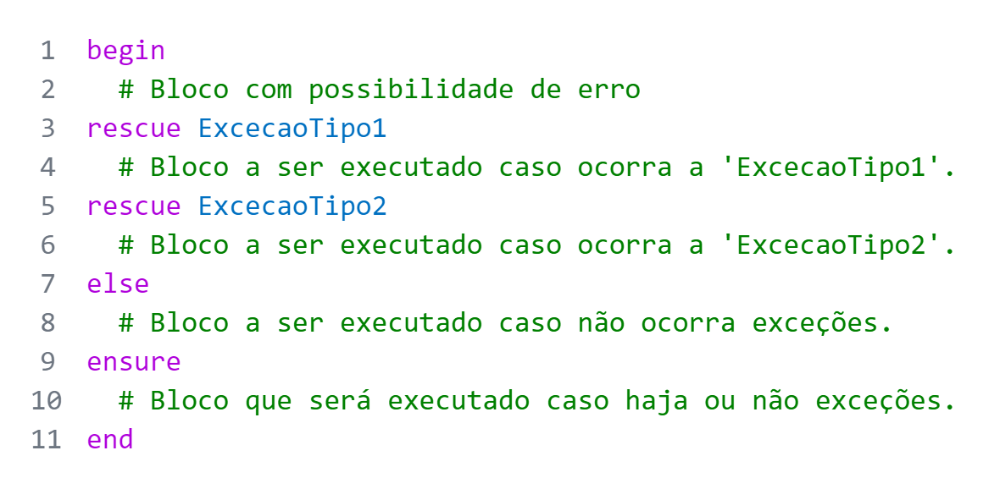 1 begin
2 # Bloco com possibilidade de erro
3 rescue ExcecaoTipo1
4 # Bloco a ser executado caso ocorra a 'ExcecaoTipo1'.
5 rescue ExcecaoTipo2
6 # Bloco a ser executado caso ocorra a 'ExcecaoTipo2'.
7 else
8 # Bloco a ser executado caso não ocorra exceções.
9 ensure
10 # Bloco que será executado caso haja ou não exceções.
11 end